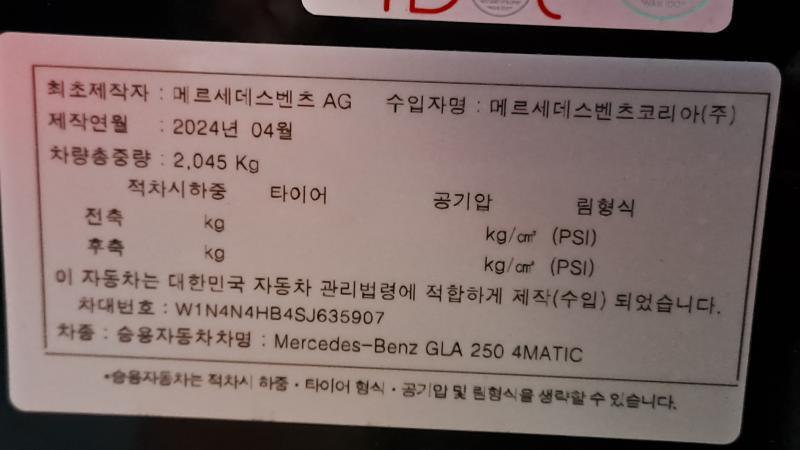 최초제작자 : 메르세데스벤츠 AG 수입자명 : 메르세데스벤츠코리아(주)
제작연월 : 2024년 04월
차량총중량 : 2,045 Kg
적차시하중 타이어 공기압 림형식
전축 kg kg/㎠ (PSI)
후축 kg kg/㎠ (PSI)
이 자동차는 대한민국 자동차 관리법령에 적합하게 제작(수입) 되었습니다.
차대번호 : W1N4N4HB4SJ635907
차종 : 승용자동차차명 : Mercedes-Benz GLA 250 4MATIC
*승용자동차는 적차시 하중・타이어 형식・공기압 및 림형식을 생략할 수 있습니다.